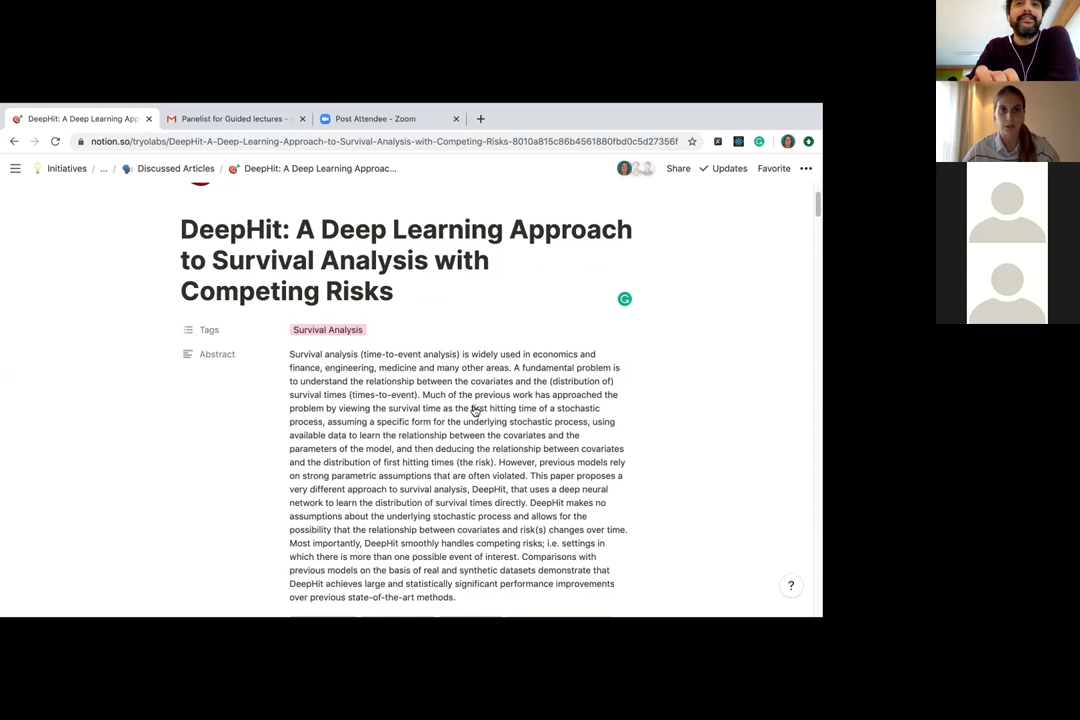 DeepHit: A Deep Learning App
Panelist for Guided lectures -
Post Attendee - Zoom
notion.so/tryolabs/DeepHit-A-Deep-Learning-Approach-to-Survival-Analysis-with-Competing-Risks-8010a815c86b4561880fbd0c5d27356f
Initiatives / ... / Discussed Articles / DeepHit: A Deep Learning Approac...
Share Updates Favorite
DeepHit: A Deep Learning Approach
to Survival Analysis with
Competing Risks
Tags Survival Analysis
Abstract
Survival analysis (time-to-event analysis) is widely used in economics and
finance, engineering, medicine and many other areas. A fundamental problem is
to understand the relationship between the covariates and the (distribution of)
survival times (times-to-event). Much of the previous work has approached the
problem by viewing the survival time as the first hitting time of a stochastic
process, assuming a specific form for the underlying stochastic process, using
available data to learn the relationship between the covariates and the
parameters of the model, and then deducing the relationship between covariates
and the distribution of first hitting times (the risk). However, previous models rely
on strong parametric assumptions that are often violated. This paper proposes a
very different approach to survival analysis, DeepHit, that uses a deep neural
network to learn the distribution of survival times directly. DeepHit makes no
assumptions about the underlying stochastic process and allows for the
possibility that the relationship between covariates and risk(s) changes over time.
Most importantly, DeepHit smoothly handles competing risks; i.e. settings in
which there is more than one possible event of interest. Comparisons with
previous models on the basis of real and synthetic datasets demonstrate that
DeepHit achieves large and statistically significant performance improvements
over previous state-of-the-art methods.
?